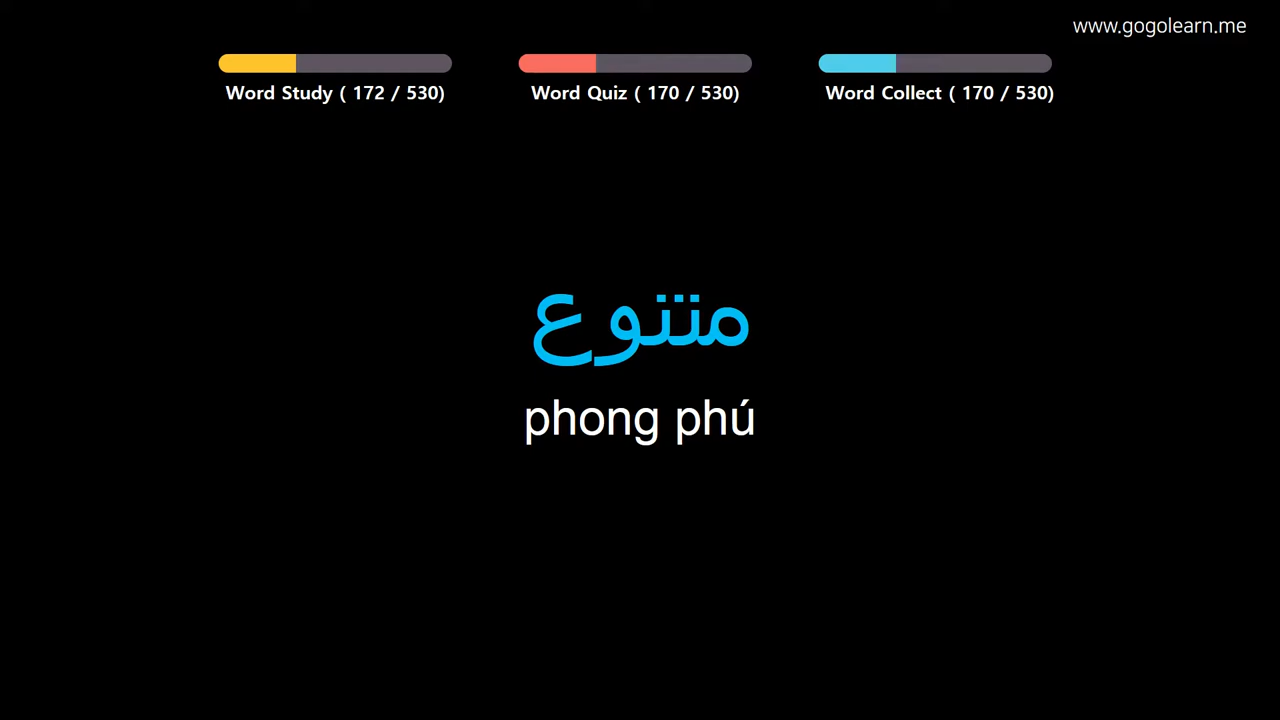 www.gogolearn.me
Word Study ( 172 / 530)
Word Quiz ( 170 / 530)
Word Collect ( 170 / 530)
متنوع
phong phú